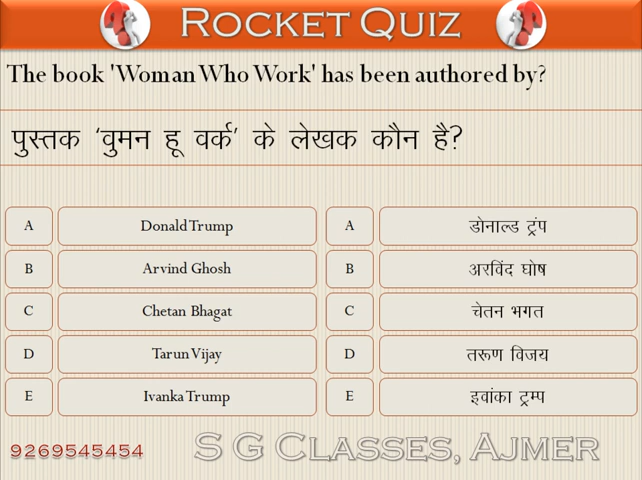 ROCKET QUIZ
The book 'Woman Who Work' has been authored by?
पुस्तक 'वुमन हू वर्क' के लेखक कौन है?
A Donald Trump A डोनाल्ड ट्रंप
B Arvind Ghosh B अरविंद घोष
C Chetan Bhagat C चेतन भगत
D Tarun Vijay D तरूण विजय
E Ivanka Trump E इवांका ट्रम्प
9269545454 S G CLASSES, AJMER